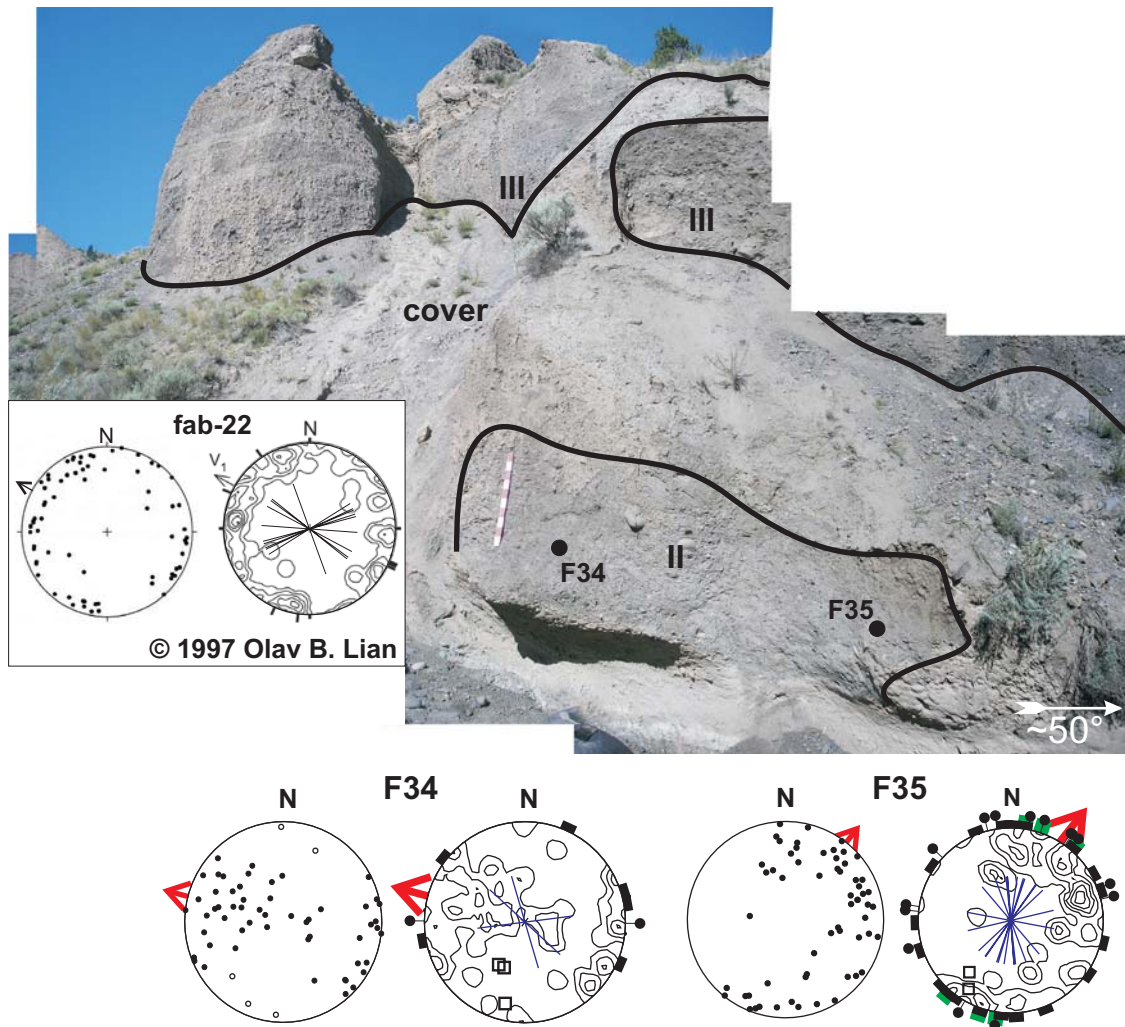 III
III
cover
fab-22
N
N
V1
© 1997 Olav B. Lian
F34
II
F35
~50°
F34
F35
N
N
N
N